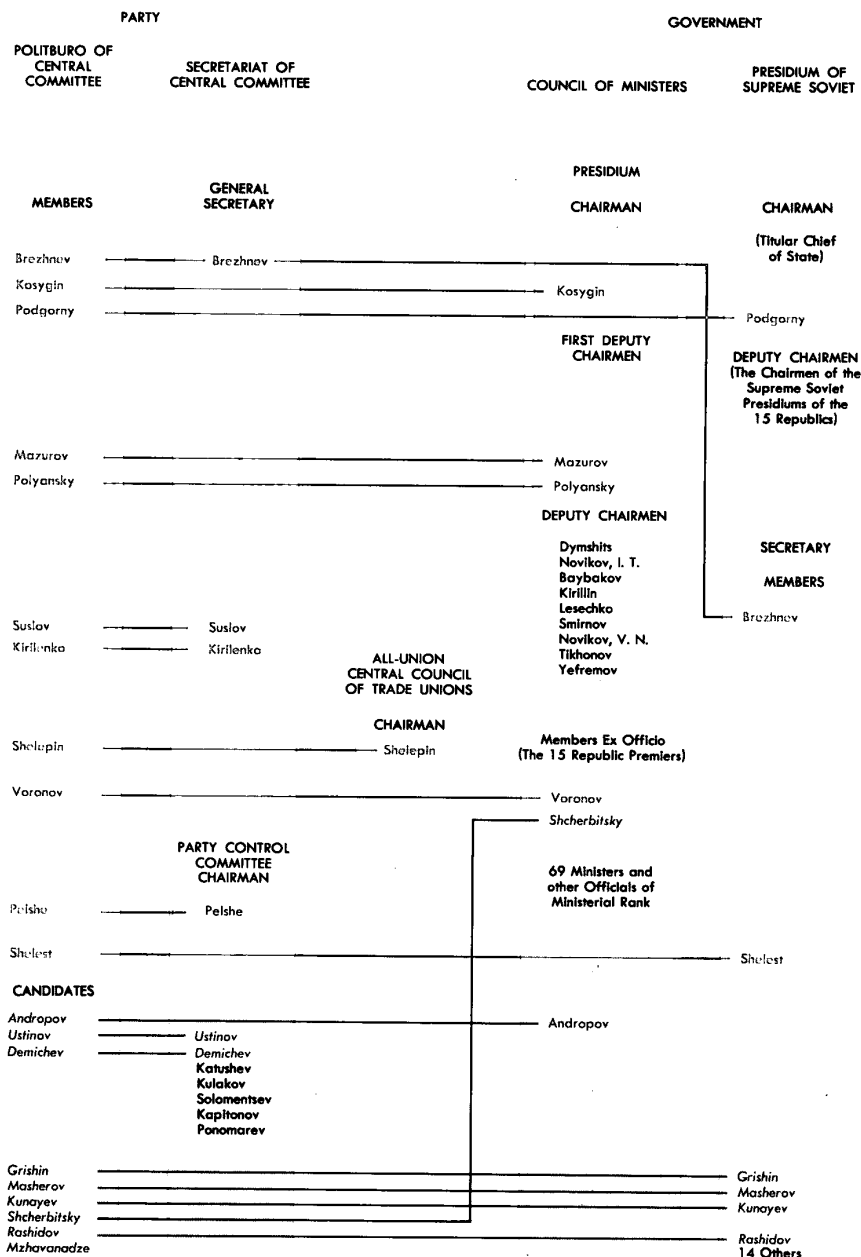 PARTY
GOVERNMENT
POLITBURO OF
CENTRAL
COMMITTEE
SECRETARIAT OF
CENTRAL COMMITTEE
COUNCIL OF MINISTERS
PRESIDIUM OF
SUPREME SOVIET
PRESIDIUM
MEMBERS
GENERAL
SECRETARY
CHAIRMAN
CHAIRMAN
(Titular Chief
of State)
Brezhnev
Brezhnev
Kosygin
Kosygin
Podgorny
Podgorny
FIRST DEPUTY
CHAIRMEN
DEPUTY CHAIRMEN
(The Chairmen of the
Supreme Soviet
Presidiums of the
15 Republics)
Mazurov
Mazurov
Polyansky
Polyansky
DEPUTY CHAIRMEN
Dymshits
Novikov, I. T.
Baybakov
Kirillin
Lesechko
Smirnov
Novikov, V. N.
Tikhonov
Yefremov
SECRETARY
MEMBERS
Brezhnev
Suslov
Suslov
Kirilenko
Kirilenko
ALL-UNION
CENTRAL COUNCIL
OF TRADE UNIONS
CHAIRMAN
Shelepin
Shelepin
Members Ex Officio
(The 15 Republic Premiers)
Voronov
Voronov
Shcherbitsky
PARTY CONTROL
COMMITTEE
CHAIRMAN
69 Ministers and
other Officials of
Ministerial Rank
Pelshe
Pelshe
Shelest
Shelest
CANDIDATES
Andropov
Andropov
Ustinov
Ustinov
Demichev
Demichev
Katushev
Kulakov
Solomentsev
Kapitonov
Ponomarev
Grishin
Grishin
Masherov
Masherov
Kunayev
Kunayev
Shcherbitsky
Rashidov
Rashidov
Mzhavanadze
14 Others